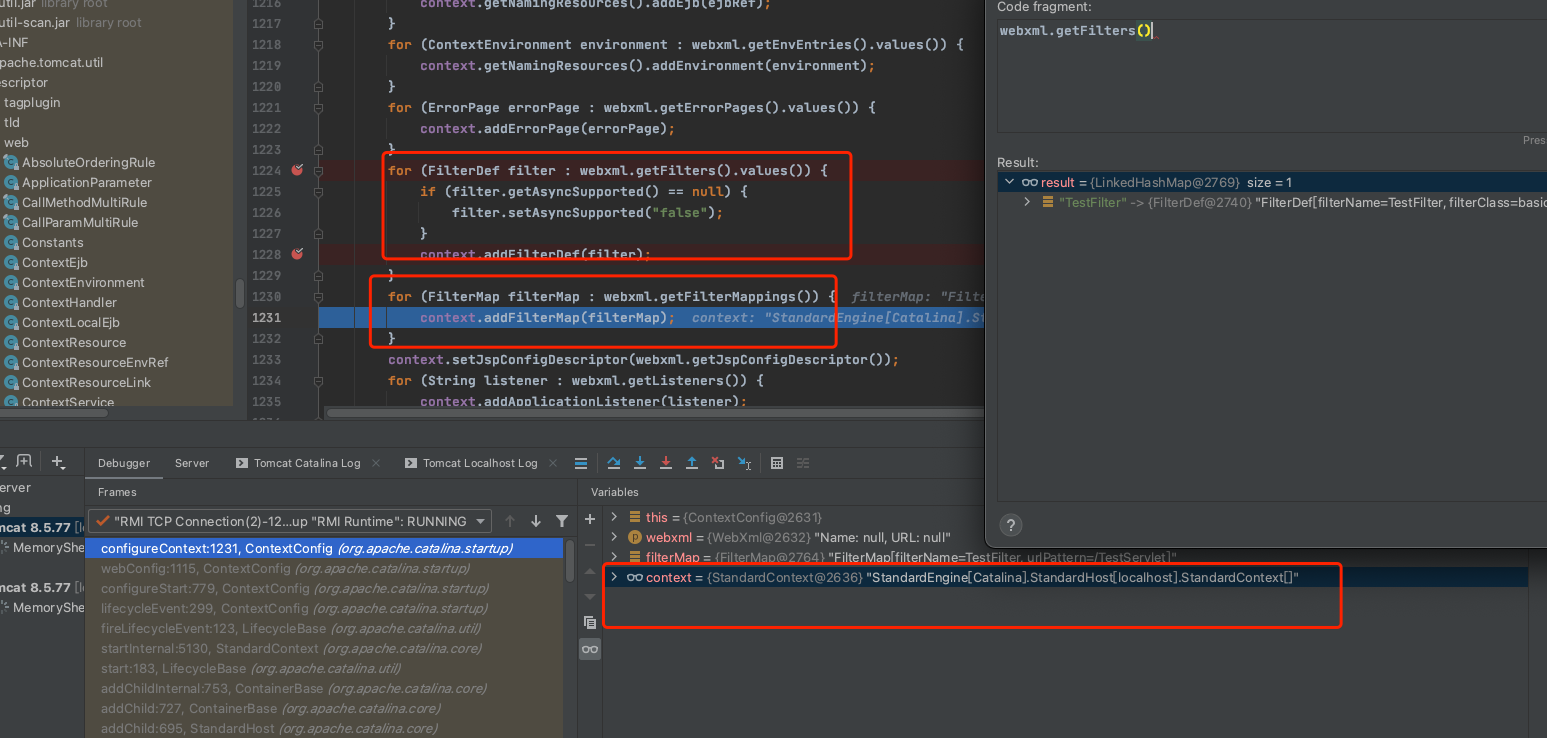 util.jar library root
util-scan.jar library root
A-INF
pache.tomcat.util
escriptor
tagplugin
tld
web
AbsoluteOrderingRule
ApplicationParameter
CallMethodMultiRule
CallParamMultiRule
Constants
ContextEjb
ContextEnvironment
ContextHandler
ContextLocalEjb
ContextResource
ContextResourceEnvRef
ContextResourceLink
ContextService
1216 context.getNamingResources().addEjb(ejbRef);
1217 }
1218 for (ContextEnvironment environment : webxml.getEnvEntries().values()) {
1219 context.getNamingResources().addEnvironment(environment);
1220 }
1221 for (ErrorPage errorPage : webxml.getErrorPages().values()) {
1222 context.addErrorPage(errorPage);
1223 }
1224 for (FilterDef filter : webxml.getFilters().values()) {
1225 if (filter.getAsyncSupported() == null) {
1226 filter.setAsyncSupported("false");
1227 }
1228 context.addFilterDef(filter);
1229 }
1230 for (FilterMap filterMap : webxml.getFilterMappings()) { filterMap: "Filte
1231 context.addFilterMap(filterMap); context: "StandardEngine[Catalina].St
1232 }
1233 context.setJspConfigDescriptor(webxml.getJspConfigDescriptor());
1234 for (String listener : webxml.getListeners()) {
1235 context.addApplicationListener(listener);
Code fragment:
webxml.getFilters()
Pres
Result:
result = {LinkedHashMap@2769} size = 1
"TestFilter" -> {FilterDef@2740} "FilterDef[filterName=TestFilter, filterClass=basic
?
Debugger Server Tomcat Catalina Log Tomcat Localhost Log
erver
ng
mcat 8.5.77 [lo
MemoryShe
mcat 8.5.77 [lo
MemoryShe
Frames
"RMI TCP Connection(2)-12...up "RMI Runtime": RUNNING
configureContext:1231, ContextConfig (org.apache.catalina.startup)
webConfig:1115, ContextConfig (org.apache.catalina.startup)
configureStart:779, ContextConfig (org.apache.catalina.startup)
lifecycleEvent:299, ContextConfig (org.apache.catalina.startup)
fireLifecycleEvent:123, LifecycleBase (org.apache.catalina.util)
startInternal:5130, StandardContext (org.apache.catalina.core)
start:183, LifecycleBase (org.apache.catalina.util)
addChildInternal:753, ContainerBase (org.apache.catalina.core)
addChild:727, ContainerBase (org.apache.catalina.core)
addChild:695, StandardHost (org.apache.catalina.core)
Variables
this = {ContextConfig@2631}
webxml = {WebXml@2632} "Name: null, URL: null"
filterMap = {FilterMap@2764} "FilterMap[filterName=TestFilter, urlPattern=/TestServlet]"
context = {StandardContext@2636} "StandardEngine[Catalina].StandardHost[localhost].StandardContext[]"